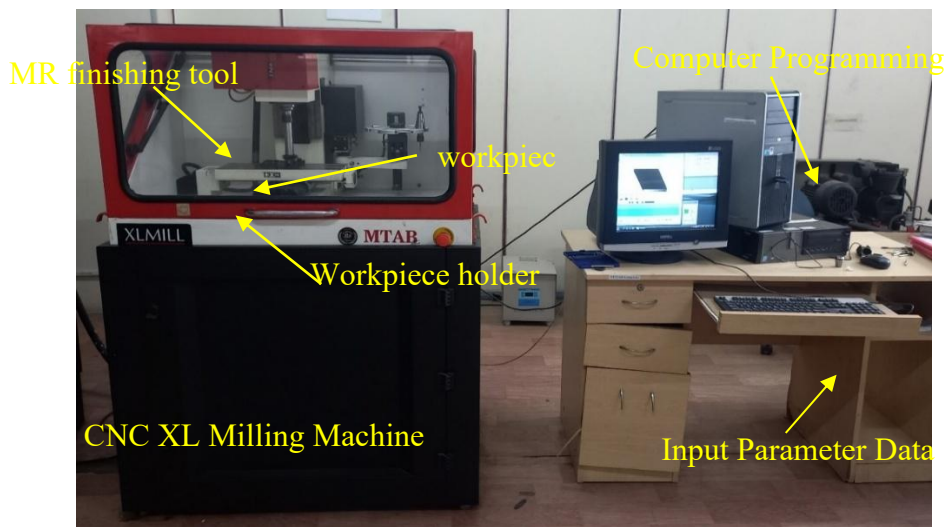 MR finishing tool
Computer Programming
workpiec
XLMILL
MTAB
Workpiece holder
CNC XL Milling Machine
Input Parameter Data